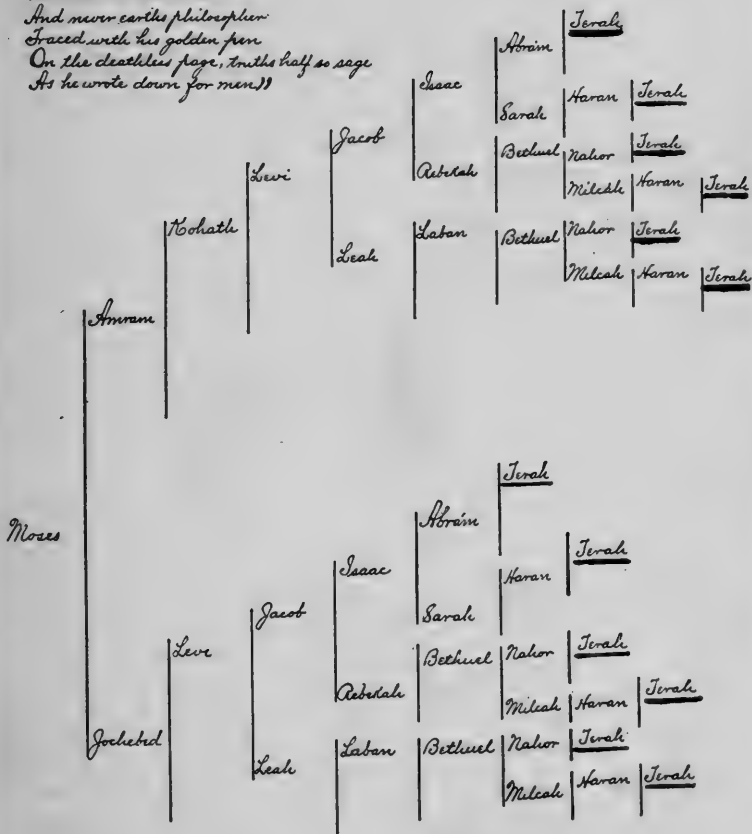 And never earths philosopher
Traced with his golden pen
On the deathless page, truths half so sage
As he wrote down for men"
Terah
Abram
Isaac
Haran Terah
Sarah
Jacob
Bethuel Nahor Terah
Levi Rebekah
Milcah Haran Terah
Kohath
Laban Bethuel Nahor Terah
Leah
Milcah Haran Terah
Amram
Terah
Abram
Moses
Terah
Isaac Haran
Jacob Sarah
Levi
Bethuel Nahor Terah
Rebekah
Milcah Haran Terah
Jochebed
Laban Bethuel Nahor Terah
Leah
Milcah Haran Terah